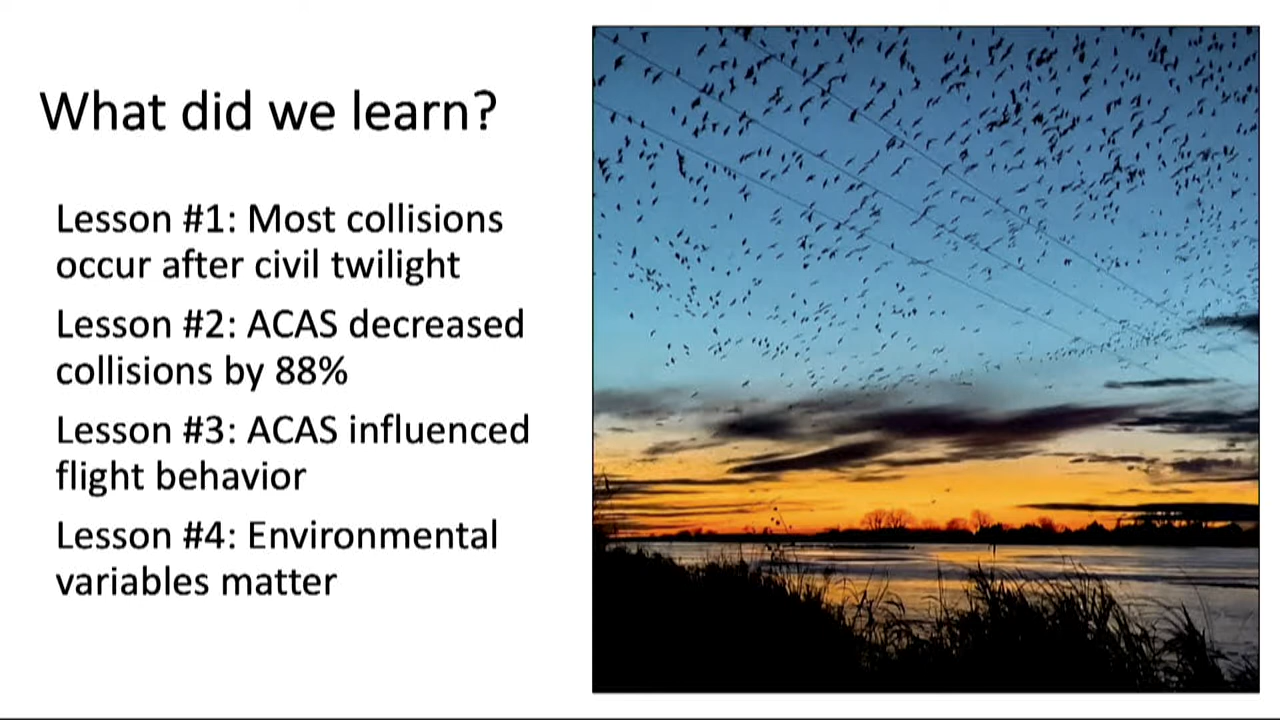 What did we learn?
Lesson #1: Most collisions
occur after civil twilight
Lesson #2: ACAS decreased
collisions by 88%
Lesson #3: ACAS influenced
flight behavior
Lesson #4: Environmental
variables matter